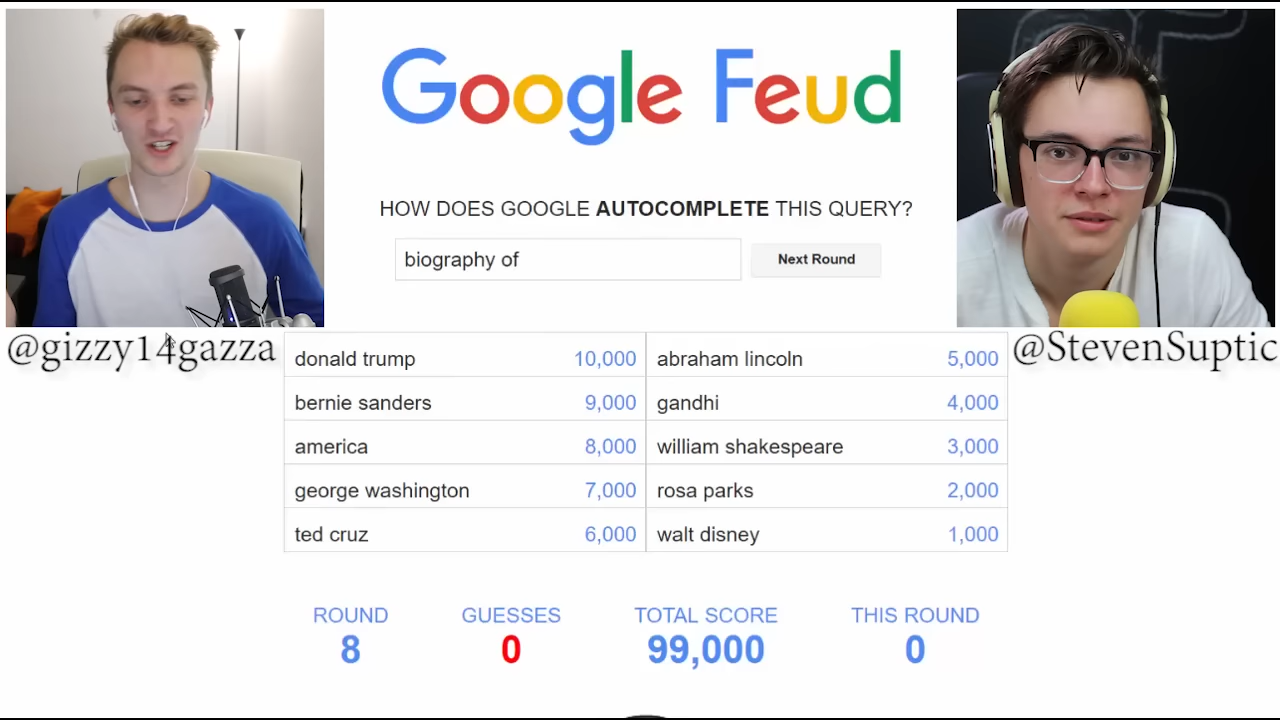 Google Feud
HOW DOES GOOGLE AUTOCOMPLETE THIS QUERY?
biography of
Next Round
@gizzy14gazza
@StevenSuptic
donald trump 10,000
abraham lincoln 5,000
bernie sanders 9,000
gandhi 4,000
america 8,000
william shakespeare 3,000
george washington 7,000
rosa parks 2,000
ted cruz 6,000
walt disney 1,000
ROUND GUESSES TOTAL SCORE THIS ROUND
8 0 99,000 0